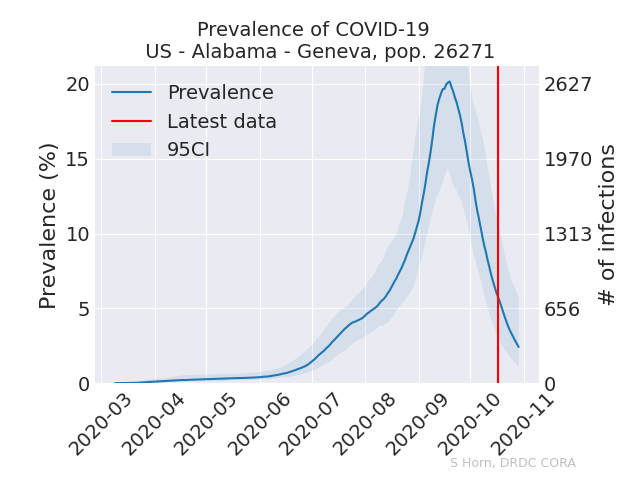 Prevalence of COVID-19
US - Alabama - Geneva, pop. 26271
Prevalence
Latest data
95CI
Prevalence (%)
20
15
10
5
0
2627
1970
1313
656
0
# of infections
2020-03
2020-04
2020-05
2020-06
2020-07
2020-08
2020-09
2020-10
2020-11
S Horn, DRDC CORA